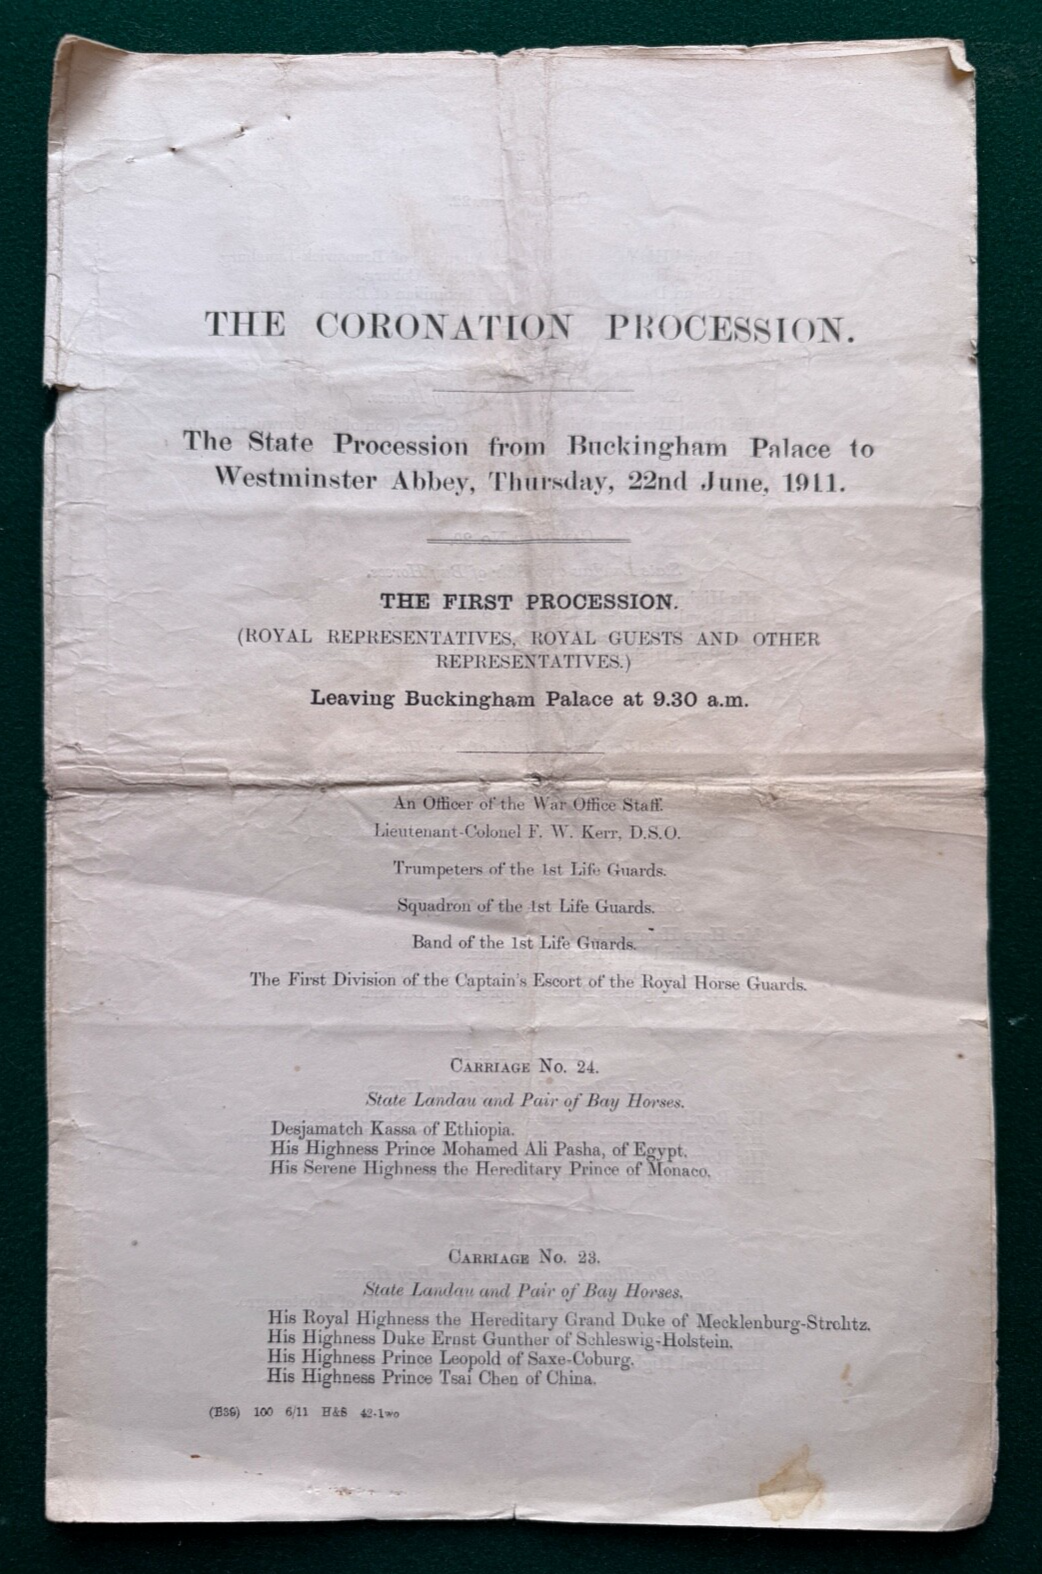 THE CORONATION PROCESSION.
The State Procession from Buckingham Palace to
Westminster Abbey, Thursday, 22nd June, 1911.
THE FIRST PROCESSION.
(ROYAL REPRESENTATIVES, ROYAL GUESTS AND OTHER
REPRESENTATIVES.)
Leaving Buckingham Palace at 9.30 a.m.
An Officer of the War Office Staff.
Lieutenant-Colonel F. W. Kerr, D.S.O.
Trumpeters of the 1st Life Guards.
Squadron of the 1st Life Guards.
Band of the 1st Life Guards.
The First Division of the Captain's Escort of the Royal Horse Guards.
CARRIAGE No. 24.
State Landau and Pair of Bay Horses.
Desjamatch Kassa of Ethiopia.
His Highness Prince Mohamed Ali Pasha, of Egypt.
His Serene Highness the Hereditary Prince of Monaco.
CARRIAGE No. 23.
State Landau and Pair of Bay Horses.
His Royal Highness the Hereditary Grand Duke of Mecklenburg-Strelitz.
His Highness Duke Ernst Gunther of Schleswig-Holstein.
His Highness Prince Leopold of Saxe-Coburg.
His Highness Prince Tsai Chen of China.
(B39) 100 6/11 H&S